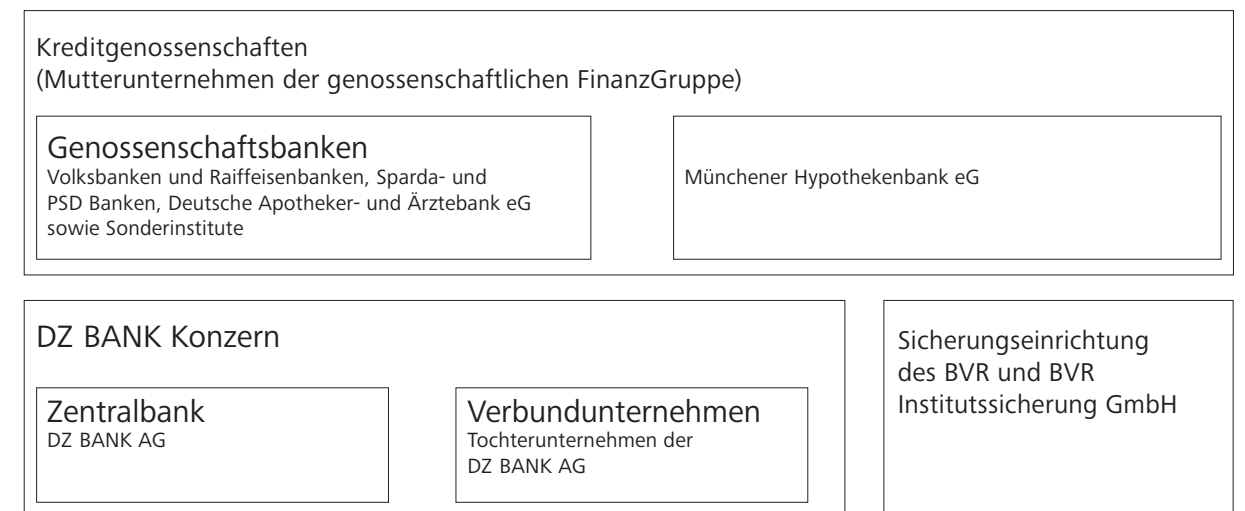 Kreditgenossenschaften
(Mutterunternehmen der genossenschaftlichen FinanzGruppe)
Genossenschaftsbanken
Volksbanken und Raiffeisenbanken, Sparda- und
PSD Banken, Deutsche Apotheker- und Ärztebank eG
sowie Sonderinstitute
Münchener Hypothekenbank eG
DZ BANK Konzern
Zentralbank
DZ BANK AG
Verbundunternehmen
Tochterunternehmen der
DZ BANK AG
Sicherungseinrichtung
des BVR und BVR
Institutssicherung GmbH